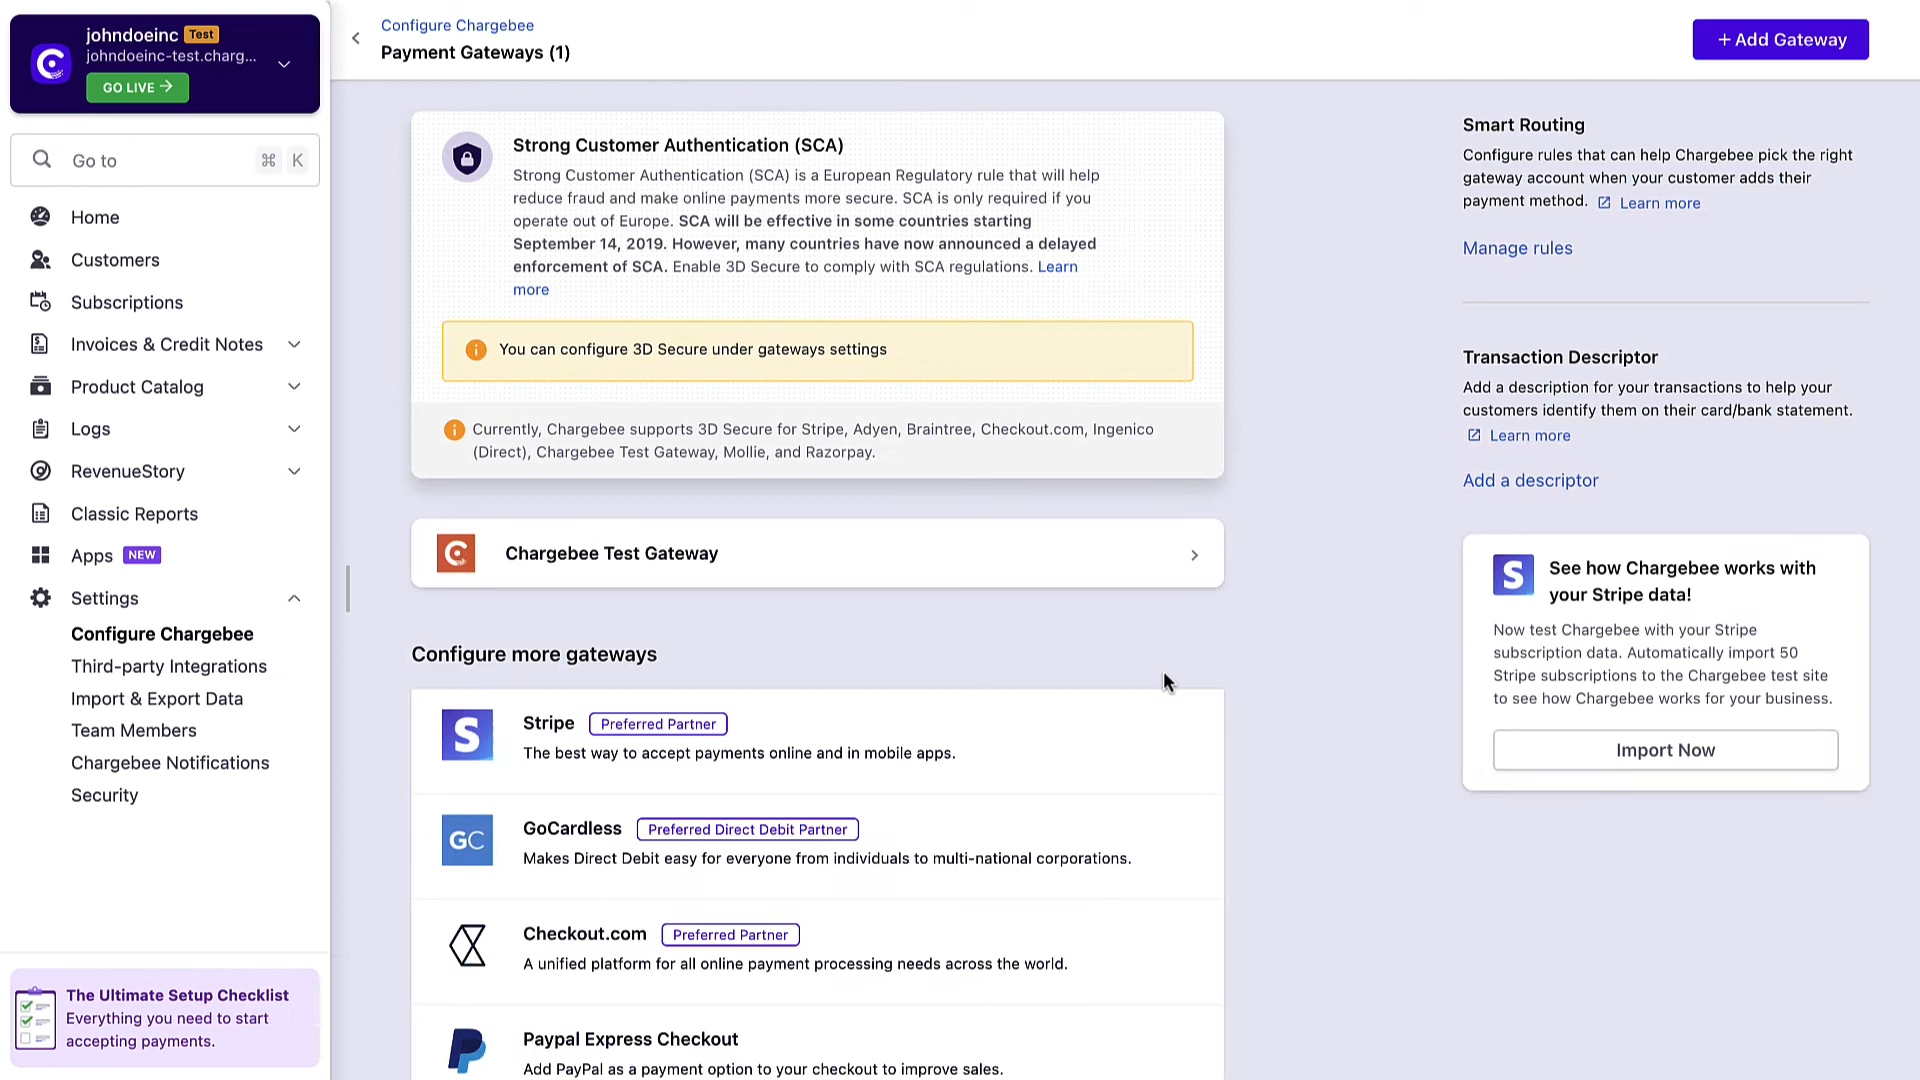 johndoeinc Test
johndoeinc-test.charg...
GO LIVE →
Go to ⌘ K
Home
Customers
Subscriptions
Invoices & Credit Notes
Product Catalog
Logs
RevenueStory
Classic Reports
Apps NEW
Settings
Configure Chargebee
Third-party Integrations
Import & Export Data
Team Members
Chargebee Notifications
Security
The Ultimate Setup Checklist
Everything you need to start
accepting payments.
Configure Chargebee
Payment Gateways (1)
+ Add Gateway
Strong Customer Authentication (SCA)
Strong Customer Authentication (SCA) is a European Regulatory rule that will help
reduce fraud and make online payments more secure. SCA is only required if you
operate out of Europe. SCA will be effective in some countries starting
September 14, 2019. However, many countries have now announced a delayed
enforcement of SCA. Enable 3D Secure to comply with SCA regulations. Learn
more
You can configure 3D Secure under gateways settings
Currently, Chargebee supports 3D Secure for Stripe, Adyen, Braintree, Checkout.com, Ingenico
(Direct), Chargebee Test Gateway, Mollie, and Razorpay.
Chargebee Test Gateway
Configure more gateways
S
Stripe Preferred Partner
The best way to accept payments online and in mobile apps.
GC
GoCardless Preferred Direct Debit Partner
Makes Direct Debit easy for everyone from individuals to multi-national corporations.
Checkout.com Preferred Partner
A unified platform for all online payment processing needs across the world.
Paypal Express Checkout
Add PayPal as a payment option to your checkout to improve sales.
Smart Routing
Configure rules that can help Chargebee pick the right
gateway account when your customer adds their
payment method. Learn more
Manage rules
Transaction Descriptor
Add a description for your transactions to help your
customers identify them on their card/bank statement.
Learn more
Add a descriptor
S
See how Chargebee works with
your Stripe data!
Now test Chargebee with your Stripe
subscription data. Automatically import 50
Stripe subscriptions to the Chargebee test site
to see how Chargebee works for your business.
Import Now